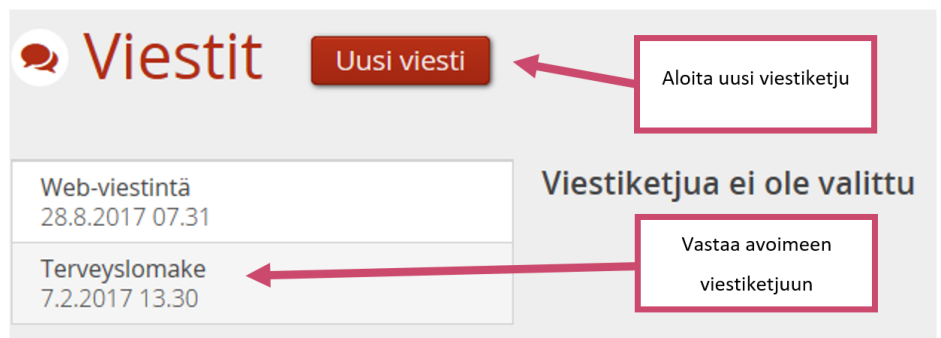 Viestit
Uusi viesti
Aloita uusi viestiketju
Web-viestintä
28.8.2017 07.31
Terveyslomake
7.2.2017 13.30
Viestiketjua ei ole valittu
Vastaa avoimeen
viestiketjuun